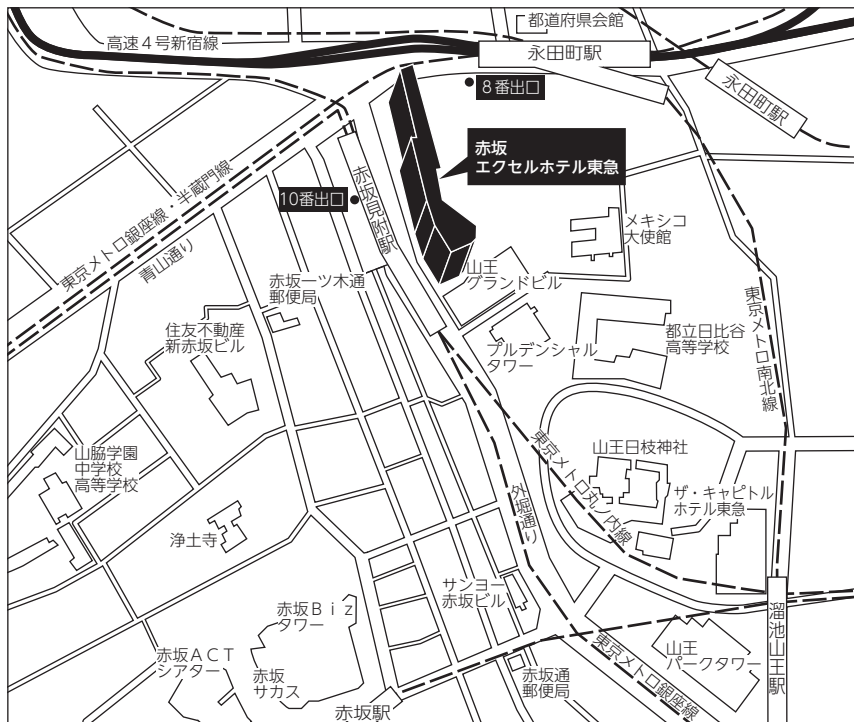 都道府県会館
高速４号新宿線
永田町駅
８番出口
永田町駅
赤坂
エクセルホテル東急
10番出口
赤坂見附駅
メキシコ
大使館
東京メトロ銀座線・半蔵門線
青山通り
山王
グランドビル
赤坂一ツ木通
郵便局
住友不動産
新赤坂ビル
プルデンシャル
タワー
都立日比谷
高等学校
東京メトロ南北線
山脇学園
中学校
高等学校
山王日枝神社
東京メトロ丸ノ内線
ザ・キャピトル
ホテル東急
外堀通り
浄土寺
サンヨー
赤坂ビル
赤坂Ｂｉｚ
タワー
溜池山王駅
赤坂ＡＣＴ
シアター
赤坂
サカス
山王
パークタワー
赤坂通
郵便局
東京メトロ銀座線
赤坂駅